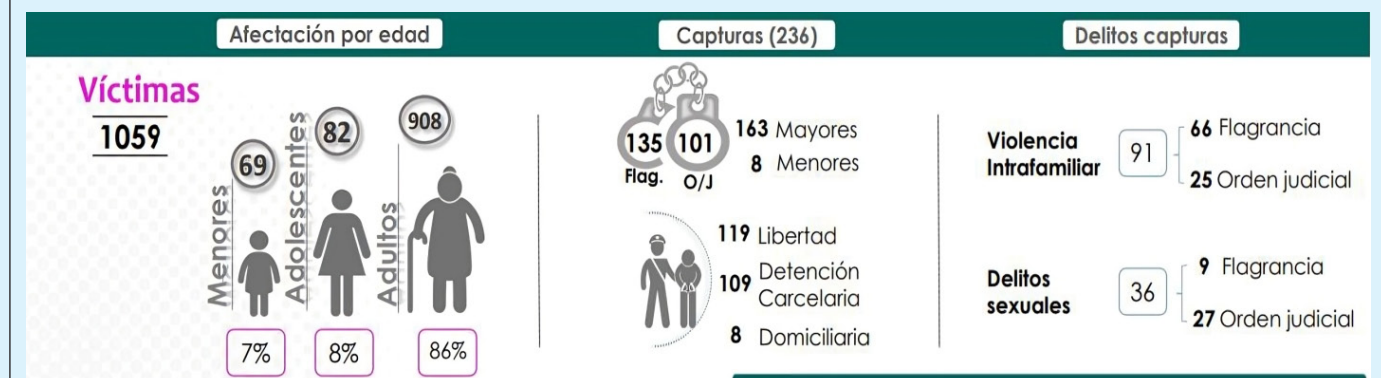 Afectación por edad
Víctimas
1059
Menores
69
Adolescentes
82
Adultos
908
7%
8%
86%
Capturas (236)
135
101
Flag.
O/J
163 Mayores
8 Menores
119 Libertad
109 Detención
Carcelaria
8 Domiciliaria
Delitos capturas
Violencia
Intrafamiliar
91
66 Flagrancia
25 Orden judicial
Delitos
sexuales
36
9 Flagrancia
27 Orden judicial